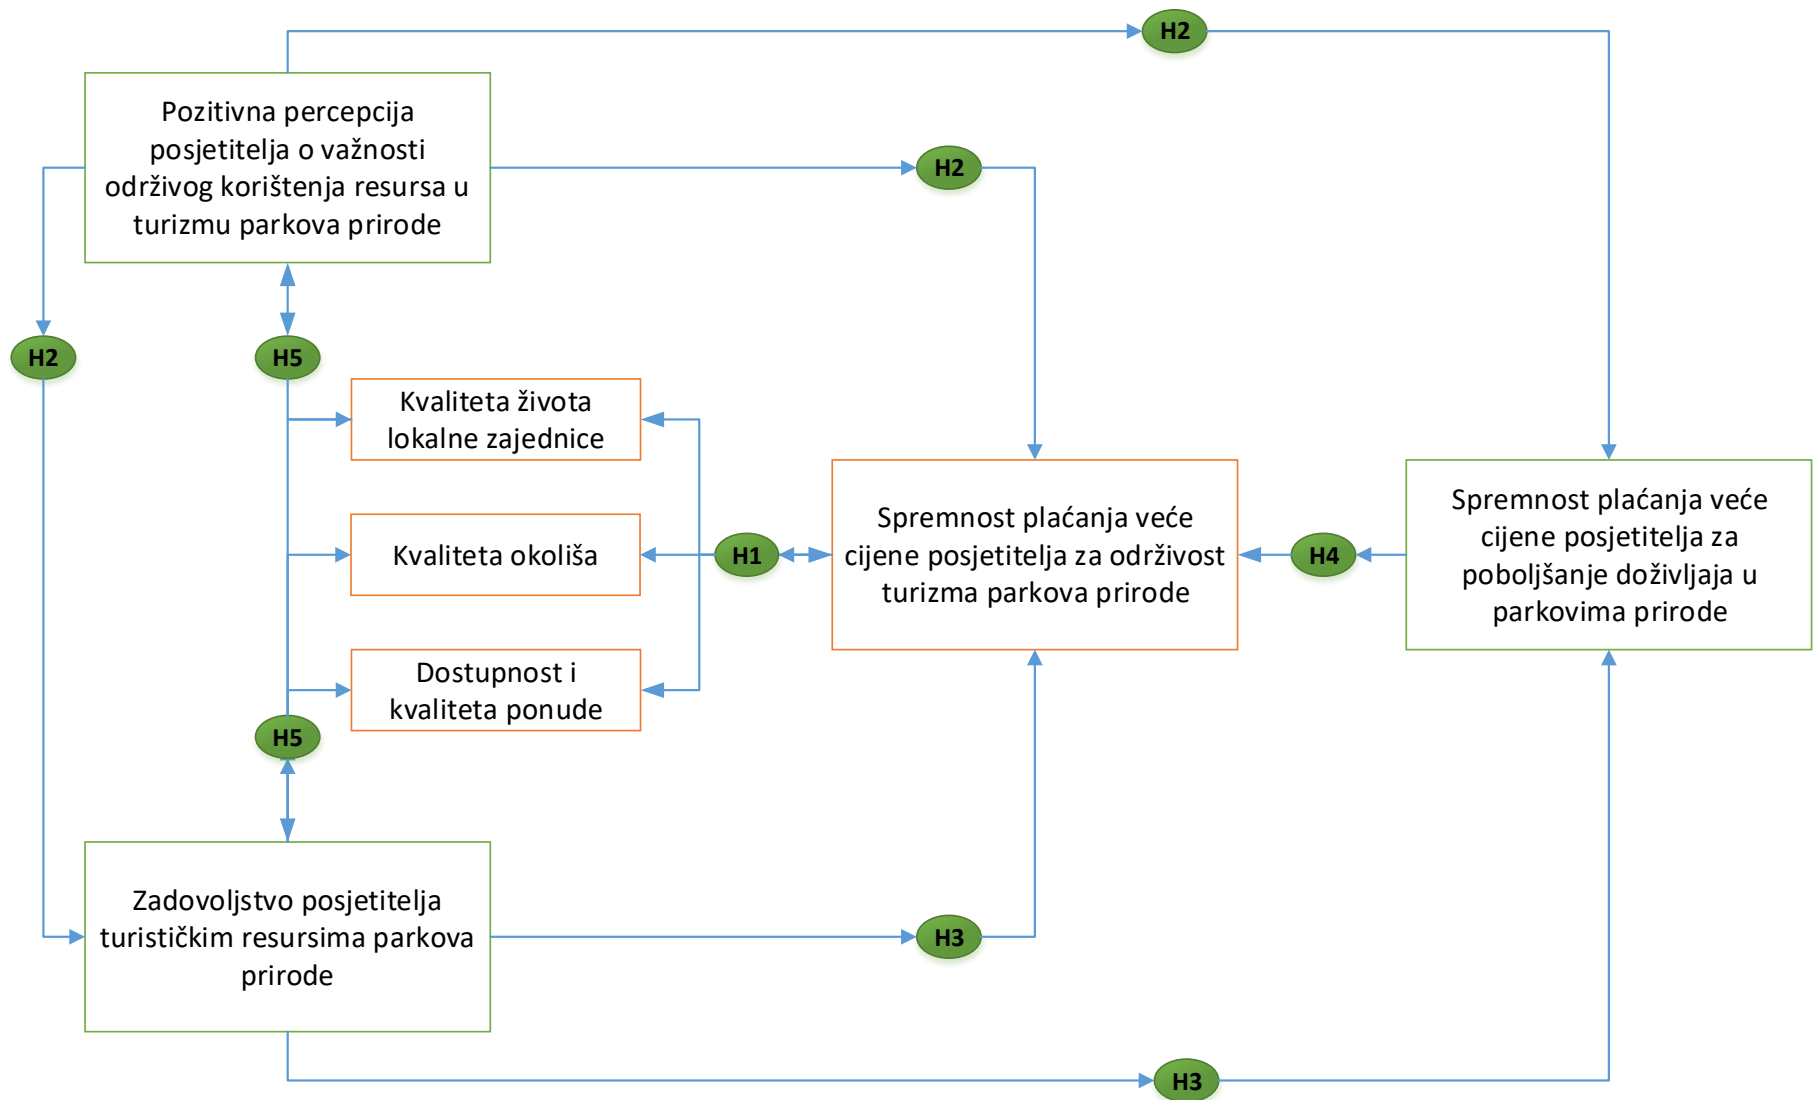 H2
Pozitivna percepcija
posjetitelja o važnosti
održivog korištenja resursa u
turizmu parkova prirode
H2
H2
H5
Kvaliteta života
lokalne zajednice
Kvaliteta okoliša
Dostupnost i
kvaliteta ponude
H1
Spremnost plaćanja veće
cijene posjetitelja za održivost
turizma parkova prirode
H4
Spremnost plaćanja veće
cijene posjetitelja za
poboljšanje doživljaja u
parkovima prirode
H5
Zadovoljstvo posjetitelja
turističkim resursima parkova
prirode
H3
H3